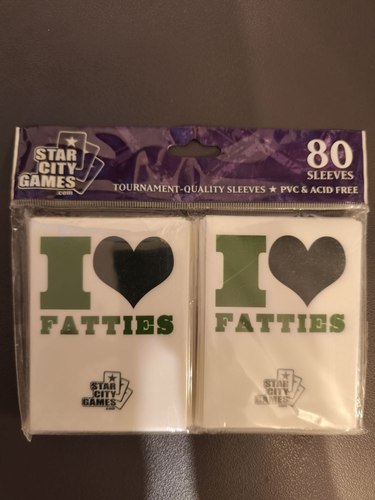 STAR
CITY
GAMES
.com
80
SLEEVES
TOURNAMENT-QUALITY SLEEVES ★ PVC & ACID FREE
I
FATTIES
STAR
CITY
GAMES
.com
I
FATTIES
STAR
CITY
GAMES
.com